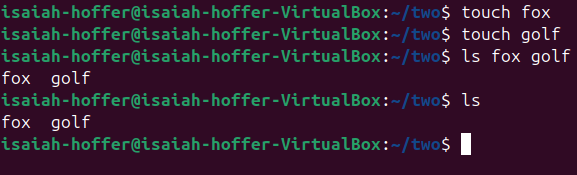 isaiah-hoffer@isaiah-hoffer-VirtualBox:~/two$ touch fox
isaiah-hoffer@isaiah-hoffer-VirtualBox:~/two$ touch golf
isaiah-hoffer@isaiah-hoffer-VirtualBox:~/two$ ls fox golf
fox  golf
isaiah-hoffer@isaiah-hoffer-VirtualBox:~/two$ ls
fox  golf
isaiah-hoffer@isaiah-hoffer-VirtualBox:~/two$